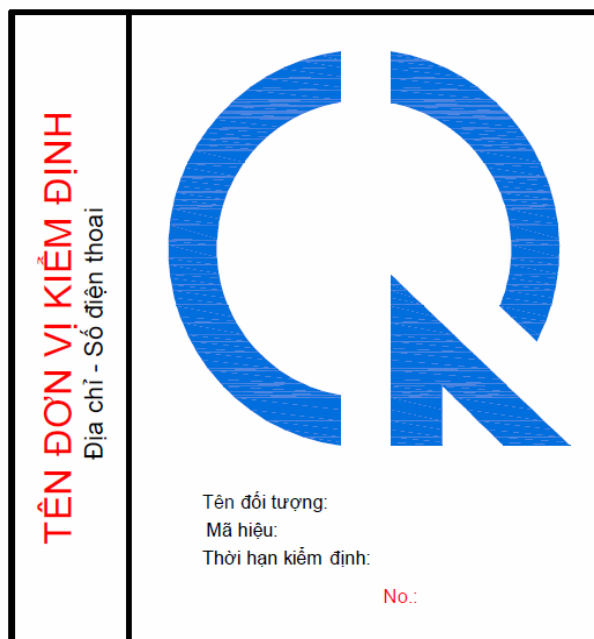 TÊN ĐƠN VỊ KIỂM ĐỊNH
Địa chỉ - Số điện thoai
Tên đối tượng:
Mã hiệu:
Thời hạn kiểm định:
No.: